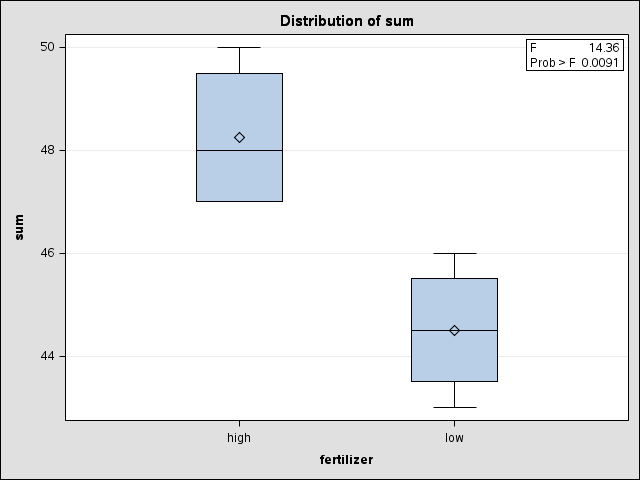 Distribution of sum
F 14.36
Prob > F 0.0091
50
48
46
44
sum
high low
fertilizer